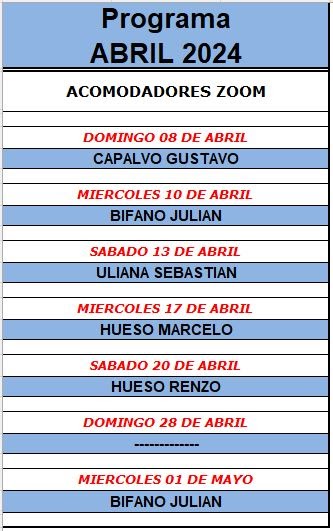 Programa
ABRIL 2024
ACOMODADORES ZOOM
DOMINGO 08 DE ABRIL
CAPALVO GUSTAVO
MIERCOLES 10 DE ABRIL
BIFANO JULIAN
SABADO 13 DE ABRIL
ULIANA SEBASTIAN
MIERCOLES 17 DE ABRIL
HUESO MARCELO
SABADO 20 DE ABRIL
HUESO RENZO
DOMINGO 28 DE ABRIL
-------------
MIERCOLES 01 DE MAYO
BIFANO JULIAN